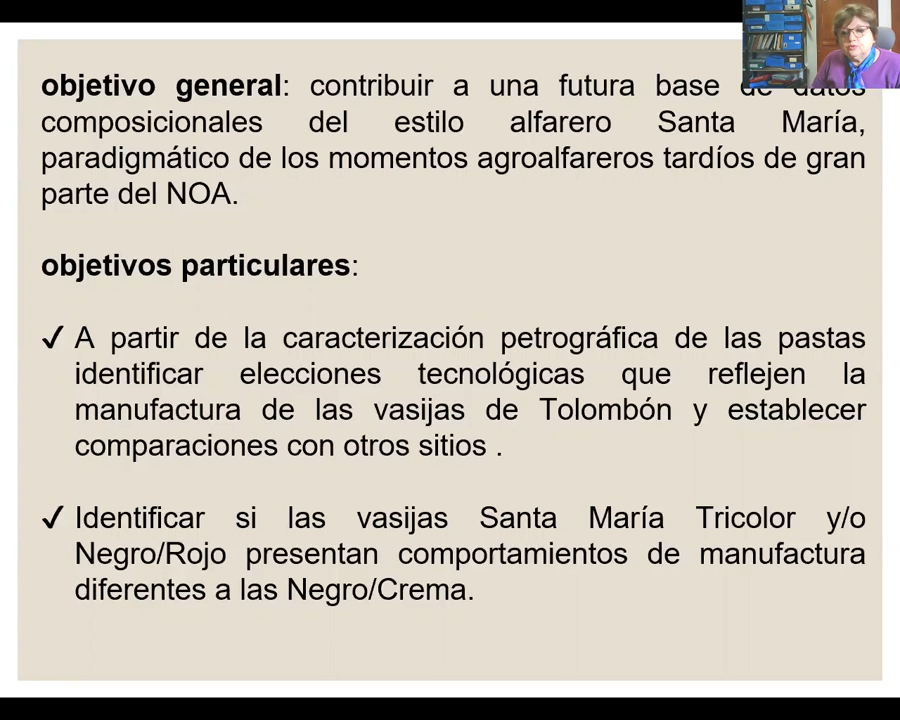 objetivo general: contribuir a una futura base de datos
composicionales del estilo alfarero Santa María,
paradigmático de los momentos agroalfareros tardíos de gran
parte del NOA.
objetivos particulares:
✓ A partir de la caracterización petrográfica de las pastas
identificar elecciones tecnológicas que reflejen la
manufactura de las vasijas de Tolombón y establecer
comparaciones con otros sitios .
✓ Identificar si las vasijas Santa María Tricolor y/o
Negro/Rojo presentan comportamientos de manufactura
diferentes a las Negro/Crema.